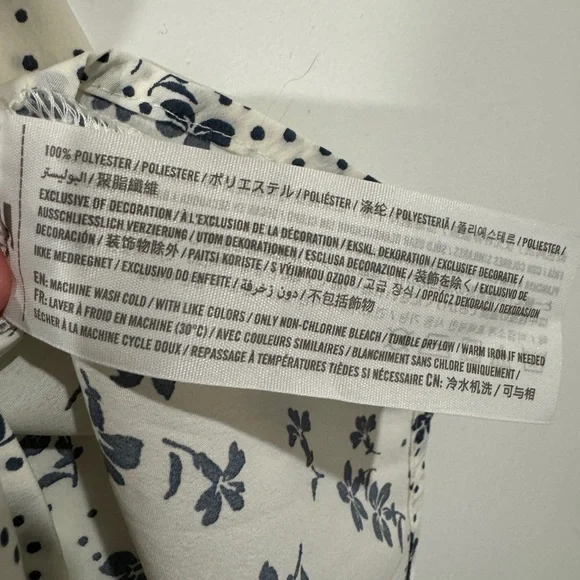 100% POLYESTER / POLIESTERE / ポリエステル / POLIÉSTER / 涤纶 / POLYESTERIÄ / 폴리에스테르 / POLIESTER /
البوليستر / 聚脂纖維
EXCLUSIVE OF DECORATION / À L'EXCLUSION DE LA DÉCORATION / EKSKL. DEKORATION / EXCLUSIEF DECORATIE /
AUSSCHLIESSLICH VERZIERUNG / UTOM DEKORATIONEN / ESCLUSA DECORAZIONE / 装飾を除く / EXCLUSIVO DE
DECORACIÓN / 装饰物除外 / PAITSI KORISTE / S VÝJIMKOU OZDOB / 고급 장식 / OPRÓCZ DEKORACJI / DEKORASJON
IKKE MEDREGNET / EXCLUSIVO DO ENFEITE / دون زخرفة / 不包括飾物
EN: MACHINE WASH COLD / WITH LIKE COLORS / ONLY NON-CHLORINE BLEACH / TUMBLE DRY LOW / WARM IRON IF NEEDED
FR: LAVER À FROID EN MACHINE (30°C) / AVEC COULEURS SIMILAIRES / BLANCHIMENT SANS CHLORE UNIQUEMENT /
SÉCHER À LA MACHINE CYCLE DOUX / REPASSAGE À TEMPÉRATURES TIÈDES SI NÉCESSAIRE CN: 冷水机洗 / 可与相